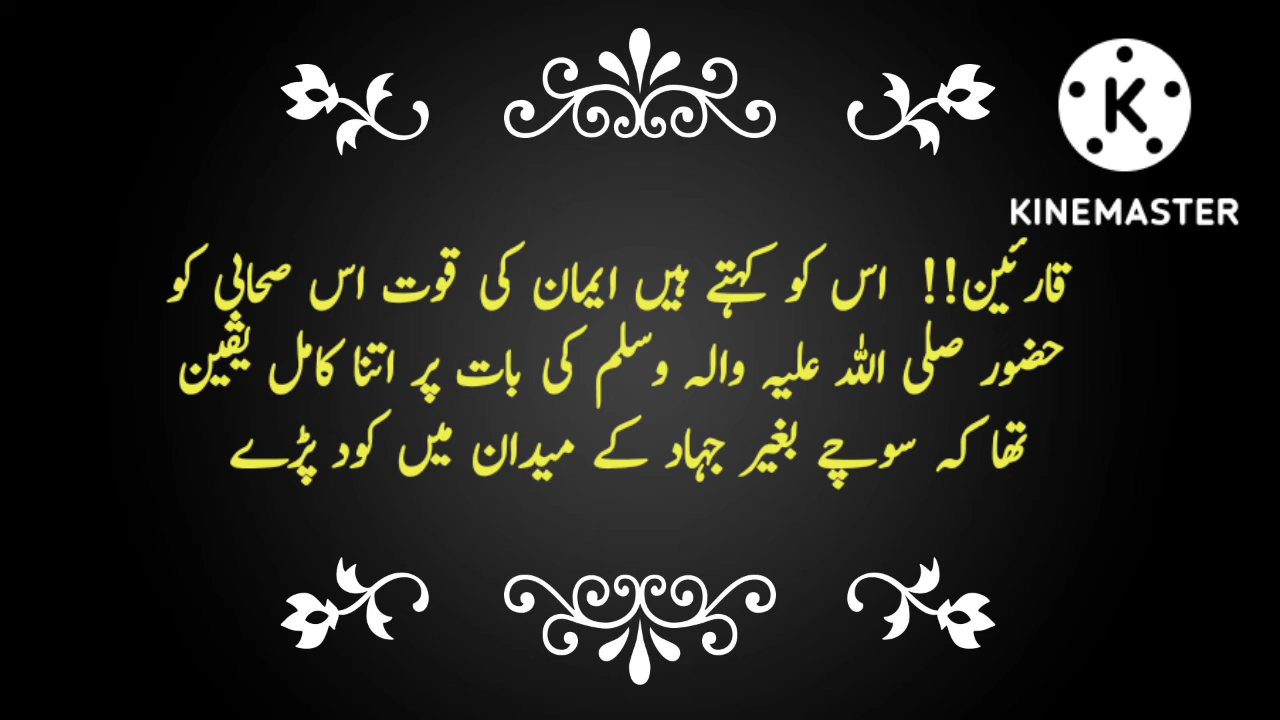 KINEMASTER
قارئین!! اس کو کہتے ہیں ایمان کی قوت اس صحابی کو
حضور صلی اللہ علیہ والہ وسلم کی بات پر اتنا کامل یقین
تھا کہ سوچے بغیر جہاد کے میدان میں کود پڑے